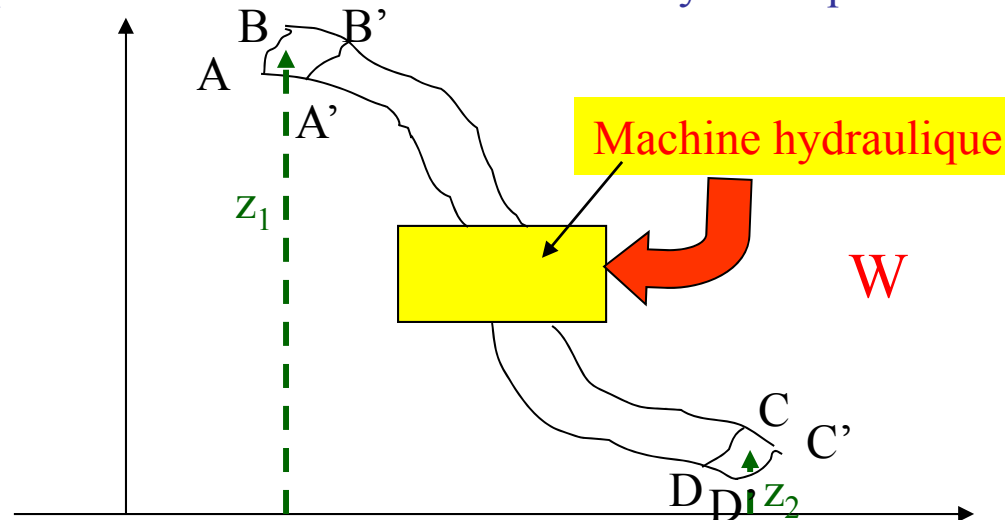 B B’
A
A’
Machine hydraulique
z₁
W
C
C’
D D’ z₂